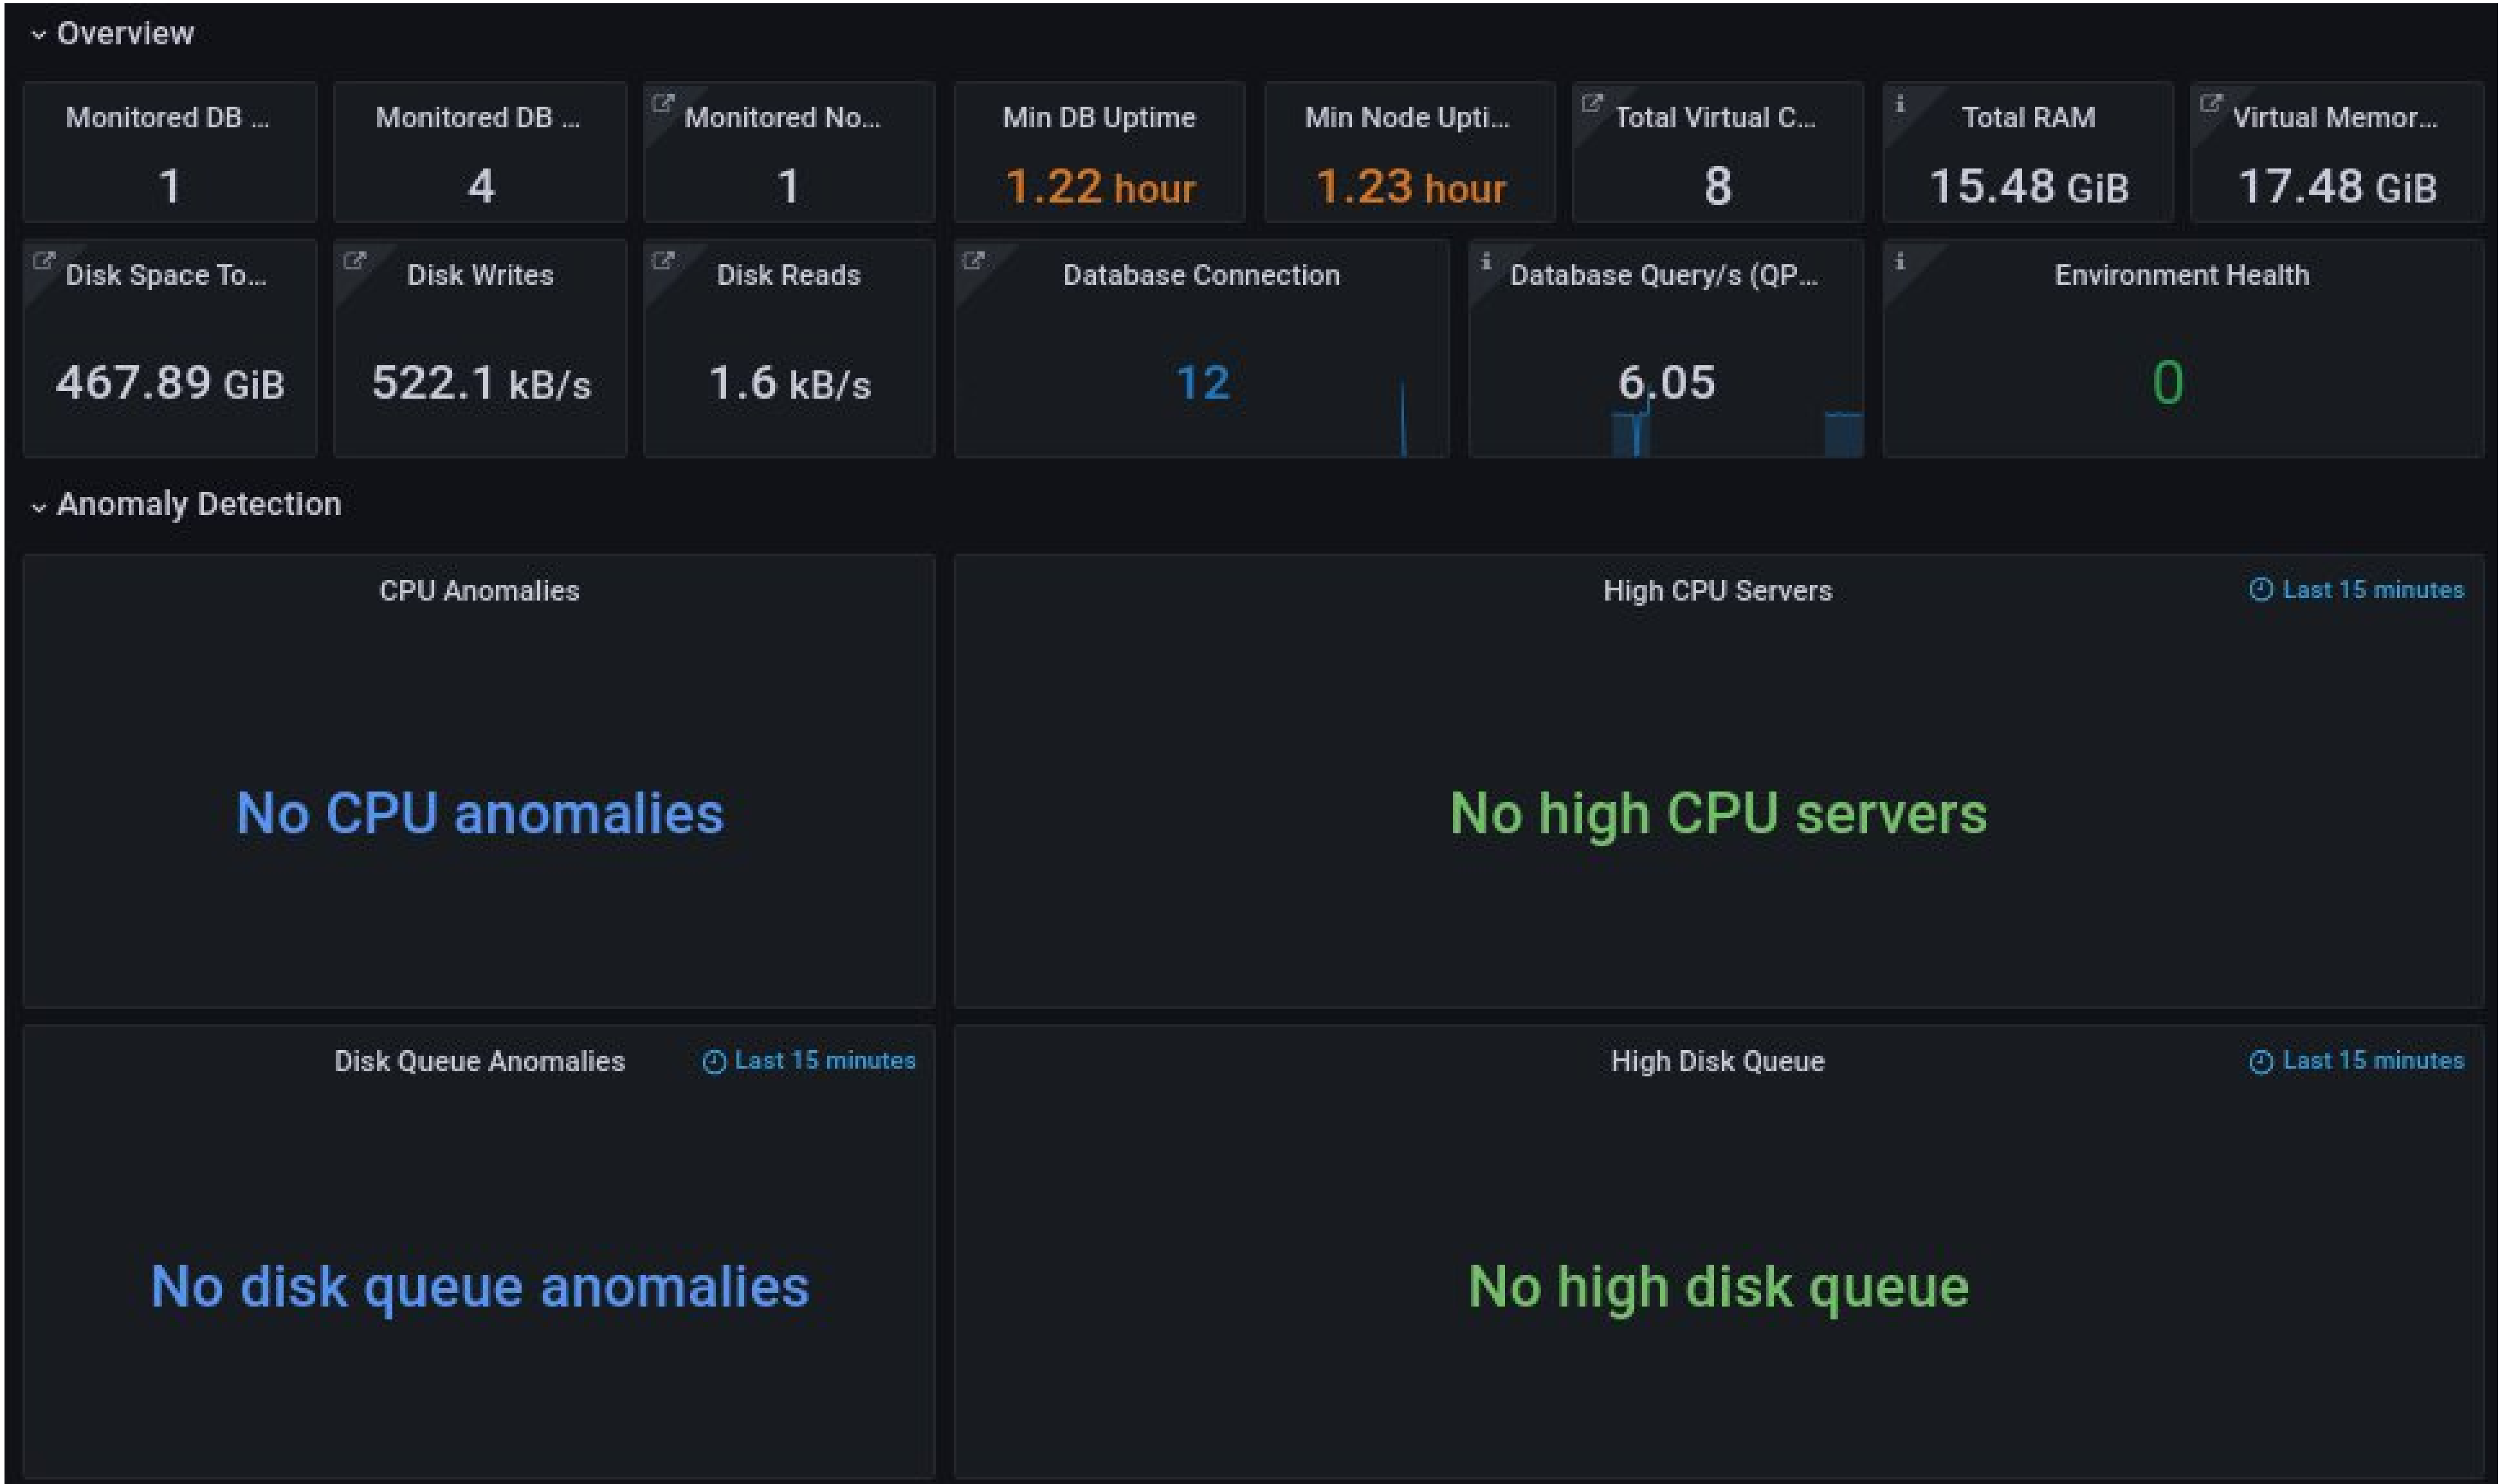 Overview
Monitored DB ...
1
Monitored DB ...
4
Monitored No...
1
Min DB Uptime
1.22 hour
Min Node Upti...
1.23 hour
Total Virtual C...
8
Total RAM
15.48 GiB
Virtual Memor...
17.48 GiB
Disk Space To...
467.89 GiB
Disk Writes
522.1 kB/s
Disk Reads
1.6 kB/s
Database Connection
12
Database Query/s (QP...
6.05
Environment Health
0
Anomaly Detection
CPU Anomalies
No CPU anomalies
High CPU Servers
Last 15 minutes
No high CPU servers
Disk Queue Anomalies
Last 15 minutes
No disk queue anomalies
High Disk Queue
Last 15 minutes
No high disk queue